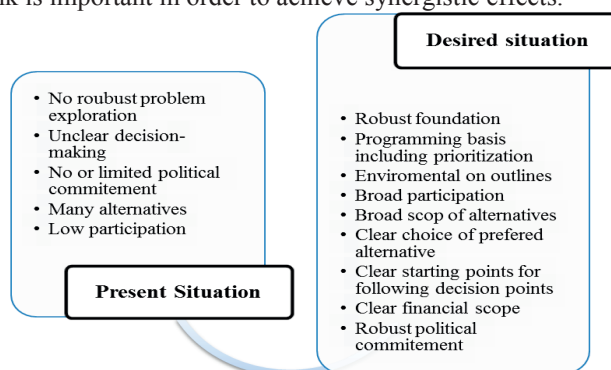 nk is important in order to achieve synergistic effects.
Desired situation
• No roubust problem
exploration
• Unclear decision-
making
• No or limited political
commitement
• Many alternatives
• Low participation
Present Situation
• Robust foundation
• Programming basis
including prioritization
• Enviromental on outlines
• Broad participation
• Broad scop of alternatives
• Clear choice of prefered
alternative
• Clear starting points for
following decision points
• Clear financial scope
• Robust political
commitement